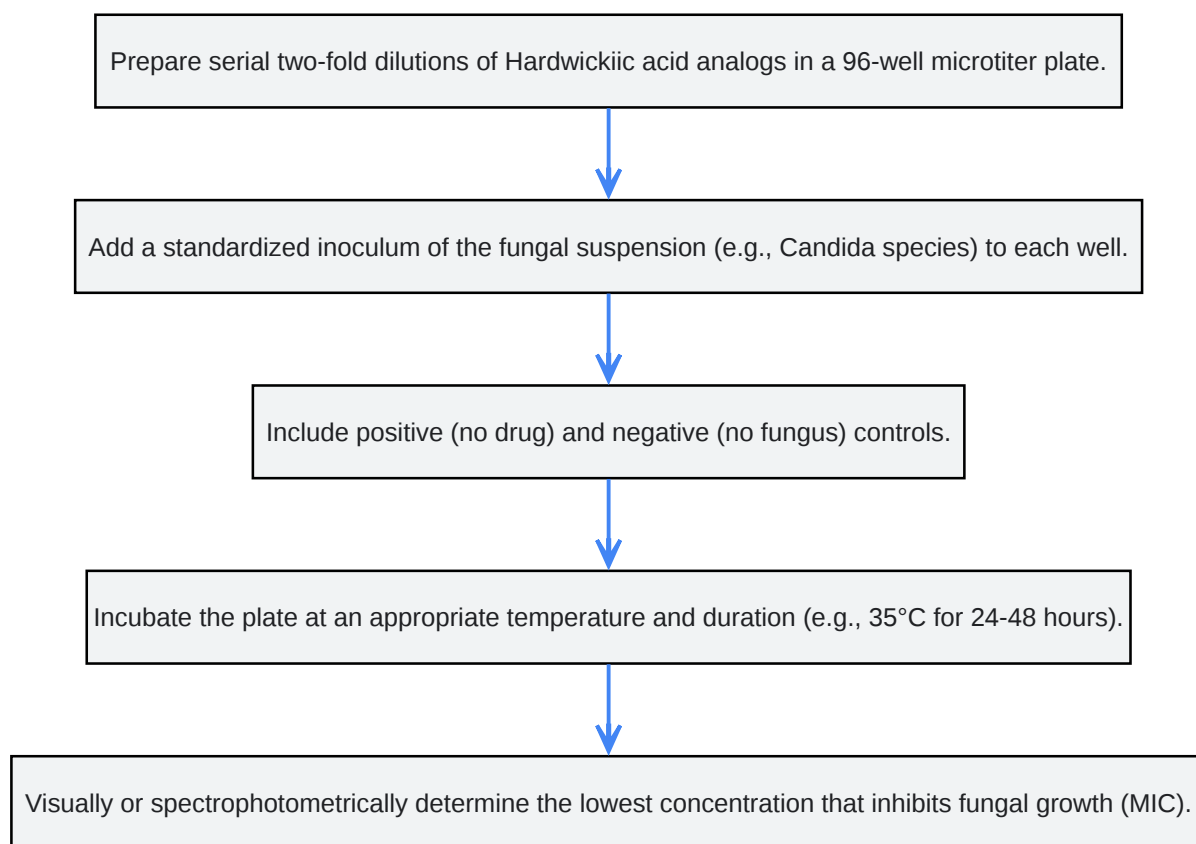 Prepare serial two-fold dilutions of Hardwickiic acid analogs in a 96-well microtiter plate.
Add a standardized inoculum of the fungal suspension (e.g., Candida species) to each well.
Include positive (no drug) and negative (no fungus) controls.
Incubate the plate at an appropriate temperature and duration (e.g., 35°C for 24-48 hours).
Visually or spectrophotometrically determine the lowest concentration that inhibits fungal growth (MIC).